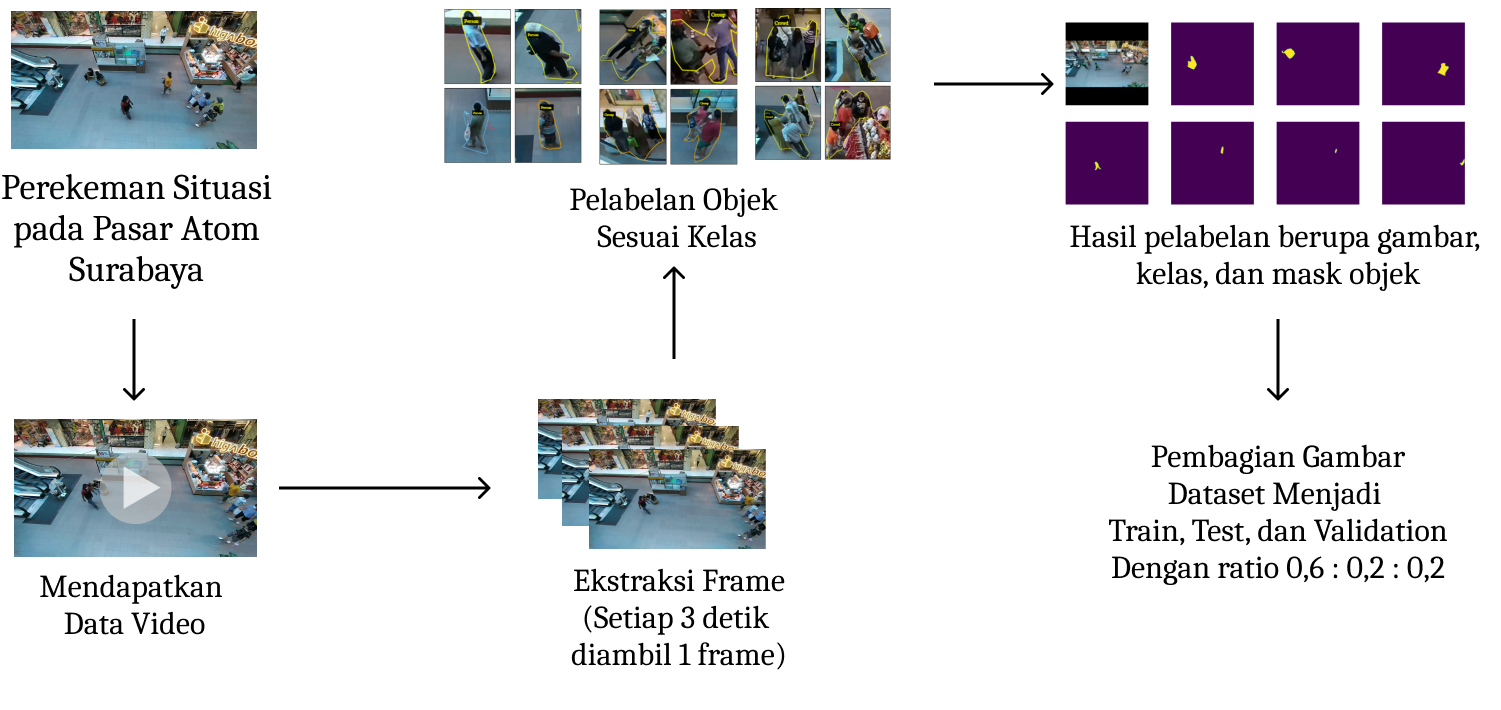 Perekeman Situasi
pada Pasar Atom
Surabaya
Mendapatkan
Data Video
Ekstraksi Frame
(Setiap 3 detik
diambil 1 frame)
Pelabelan Objek
Sesuai Kelas
Hasil pelabelan berupa gambar,
kelas, dan mask objek
Pembagian Gambar
Dataset Menjadi
Train, Test, dan Validation
Dengan ratio 0,6 : 0,2 : 0,2